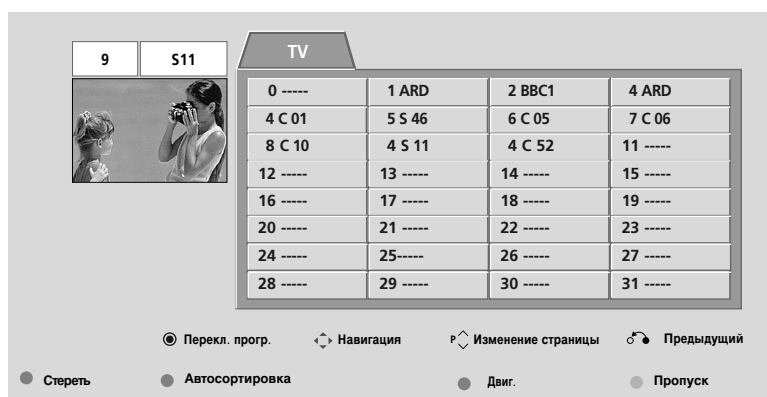 9 S11 TV
0 ----- 1 ARD 2 BBC1 4 ARD
4 C 01 5 S 46 6 C 05 7 C 06
8 C 10 4 S 11 4 C 52 11 -----
12 ----- 13 ----- 14 ----- 15 -----
16 ----- 17 ----- 18 ----- 19 -----
20 ----- 21 ----- 22 ----- 23 -----
24 ----- 25----- 26 ----- 27 -----
28 ----- 29 ----- 30 ----- 31 -----
Перекл. прогр. Навигация P Изменение страницы Предыдущий
Стереть Автосортировка Двиг. Пропуск